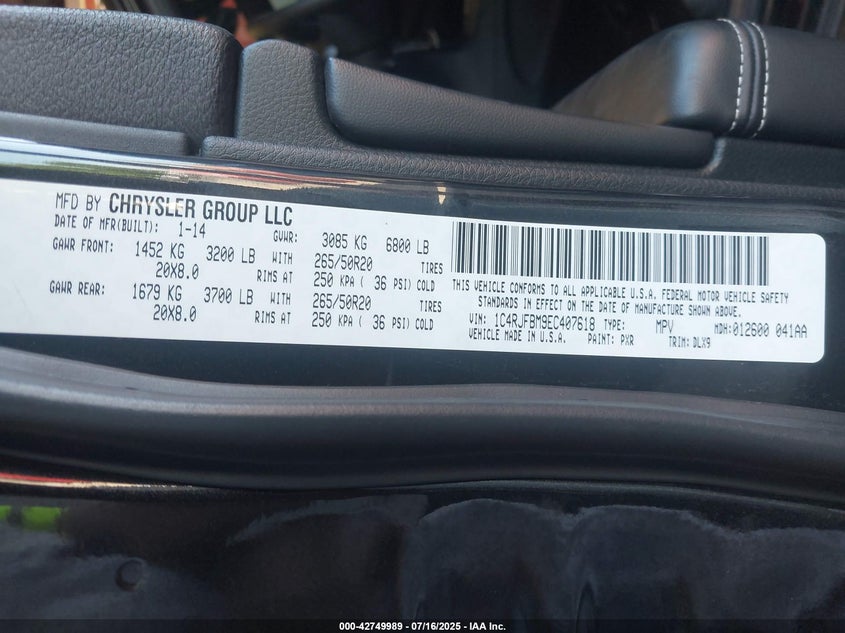 MFD BY CHRYSLER GROUP LLC
DATE OF MFR(BUILT): 1-14 GVWR: 3085 KG 6800 LB
GAWR FRONT: 1452 KG 3200 LB WITH 265/50R20 TIRES
20X8.0 RIMS AT 250 KPA ( 36 PSI) COLD
GAWR REAR: 1679 KG 3700 LB WITH 265/50R20 TIRES
20X8.0 RIMS AT 250 KPA ( 36 PSI) COLD
THIS VEHICLE CONFORMS TO ALL APPLICABLE U.S.A. FEDERAL MOTOR VEHICLE SAFETY
STANDARDS IN EFFECT ON THE DATE OF MANUFACTURE SHOWN ABOVE.
VIN: 1C4RJFBM9EC407618 TYPE: MPV MDH:012600 041AA
VEHICLE MADE IN U.S.A. PAINT: PXR TRIM: DLX9
000-42749989 - 07/16/2025 - IAA Inc.